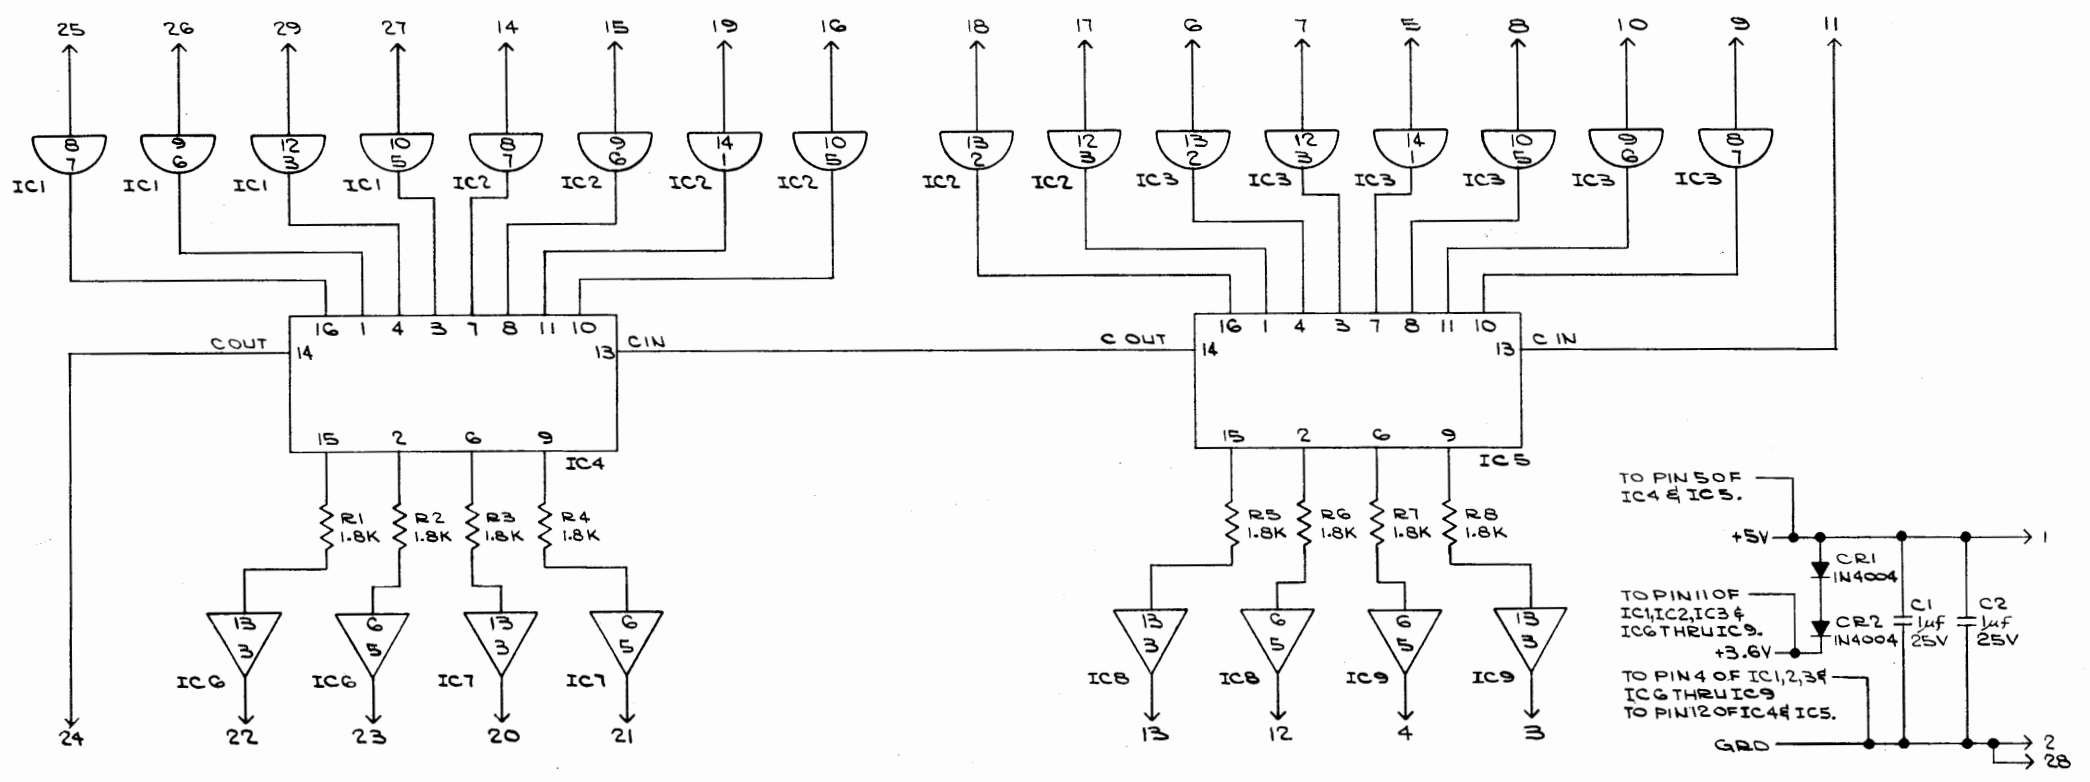 25 26 29 27 14 15 19 16 18 17 6 7 5 8 10 9 11
8 9 12 10 8 9 14 10 13 12 13 12 14 10 9 8
7 6 3 5 7 6 1 5 2 3 2 3 1 5 6 7
IC1 IC1 IC1 IC1 IC2 IC2 IC2 IC2 IC2 IC2 IC3 IC3 IC3 IC3 IC3 IC3
16 1 4 3 7 8 11 10 16 1 4 3 7 8 11 10
C OUT 14 13 C IN C OUT 14 13 C IN
15 2 6 9 15 2 6 9
IC4 IC5
R1 R2 R3 R4 R5 R6 R7 R8
1.8K 1.8K 1.8K 1.8K 1.8K 1.8K 1.8K 1.8K
13 6 13 6 13 6 6 13
3 5 3 5 3 5 5 3
IC6 IC6 IC7 IC7 IC8 IC8 IC9 IC9
24 22 23 20 21 13 12 4 3
TO PIN 5 OF
IC4 & IC5.
+5V 1
CR1
1N4004
TO PIN 11 OF
IC1,IC2,IC3 &
IC6 THRU IC9.
+3.6V
CR2
1N4004
C1
1µf
25V
C2
1µf
25V
TO PIN 4 OF IC1,2,3 &
IC6 THRU IC9
TO PIN 12 OF IC4 & IC5.
GRD 2
28